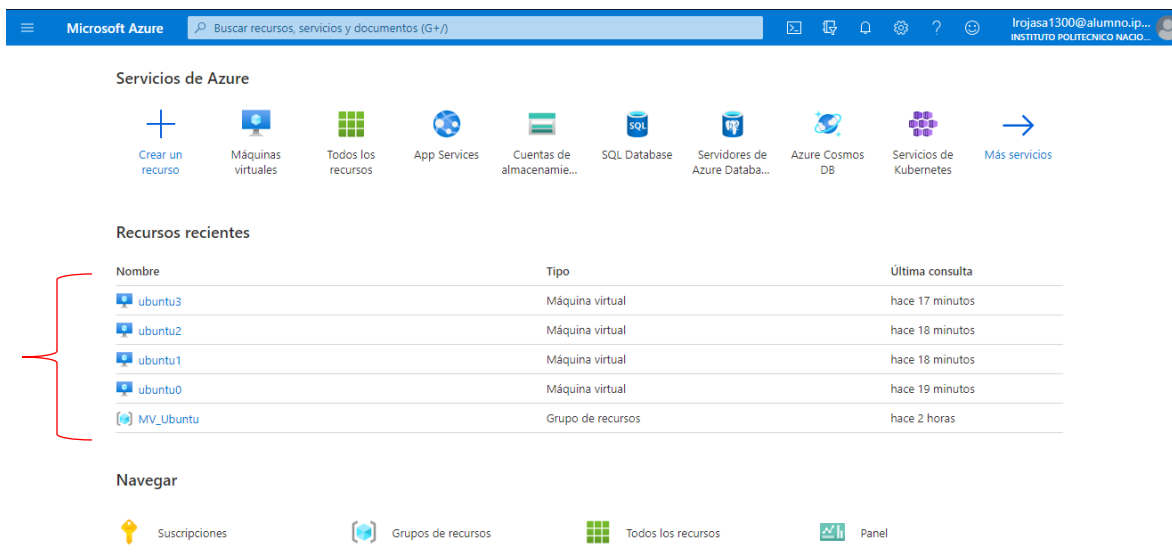 Microsoft Azure
Buscar recursos, servicios y documentos (G+/)
lrojasa1300@alumno.ip...
INSTITUTO POLITECNICO NACIO...
Servicios de Azure
Crear un
recurso
Máquinas
virtuales
Todos los
recursos
App Services
Cuentas de
almacenamie...
SQL
SQL Database
Servidores de
Azure Databa...
Azure Cosmos
DB
Servicios de
Kubernetes
Más servicios
Recursos recientes
Nombre Tipo Última consulta
ubuntu3 Máquina virtual hace 17 minutos
ubuntu2 Máquina virtual hace 18 minutos
ubuntu1 Máquina virtual hace 18 minutos
ubuntu0 Máquina virtual hace 19 minutos
MV_Ubuntu Grupo de recursos hace 2 horas
Navegar
Suscripciones Grupos de recursos Todos los recursos Panel